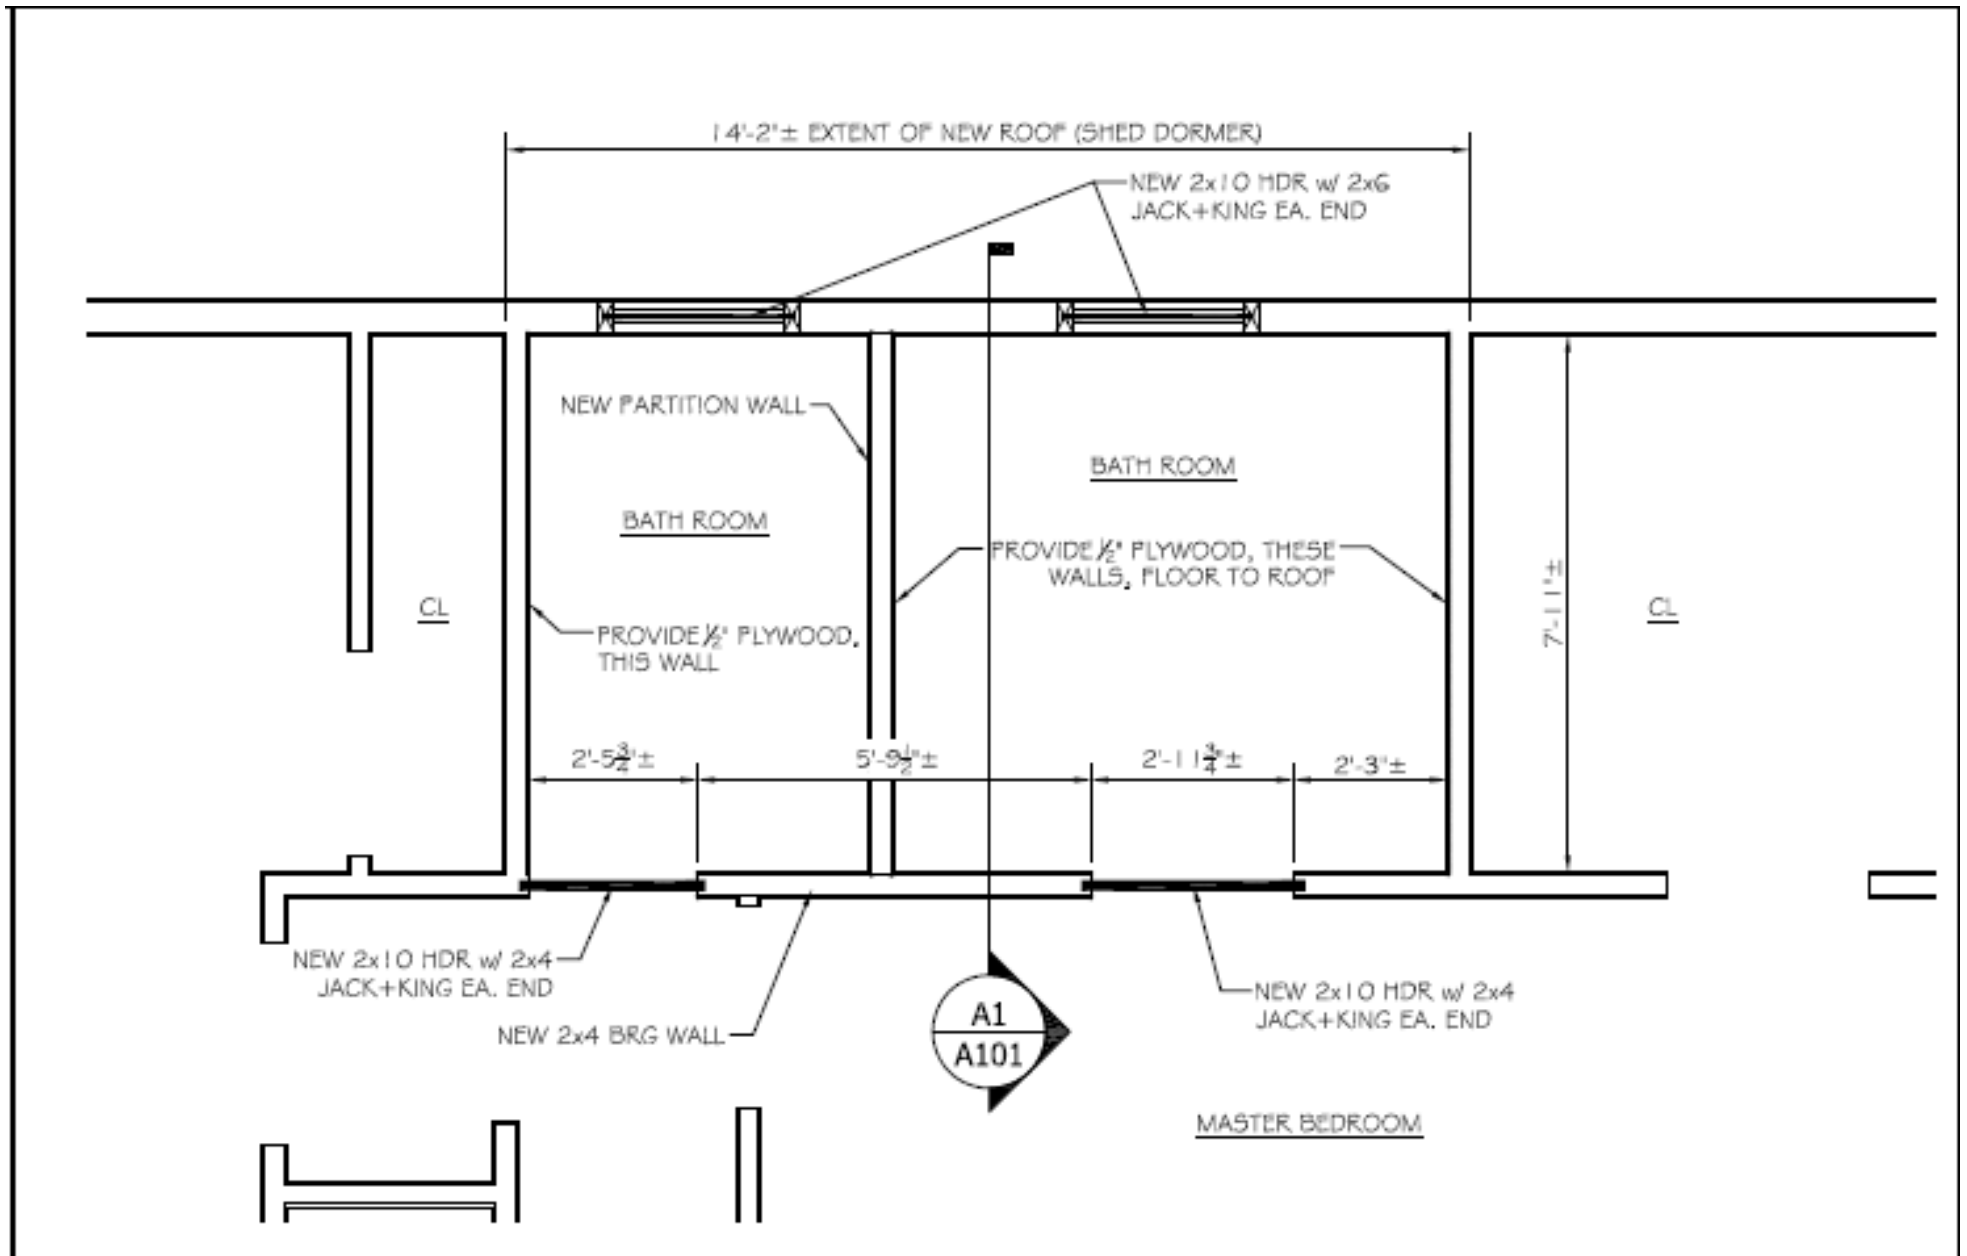 14'-2"± EXTENT OF NEW ROOF (SHED DORMER)
NEW 2x10 HDR w/ 2x6
JACK+KING EA. END
NEW PARTITION WALL
BATH ROOM
BATH ROOM
PROVIDE ½" PLYWOOD, THESE
WALLS, FLOOR TO ROOF
CL
7'-11"±
CL
PROVIDE ½" PLYWOOD,
THIS WALL
2'-5¾"±
5'-9½"±
2'-11¾"±
2'-3"±
NEW 2x10 HDR w/ 2x4
JACK+KING EA. END
NEW 2x4 BRG WALL
A1
A101
NEW 2x10 HDR w/ 2x4
JACK+KING EA. END
MASTER BEDROOM